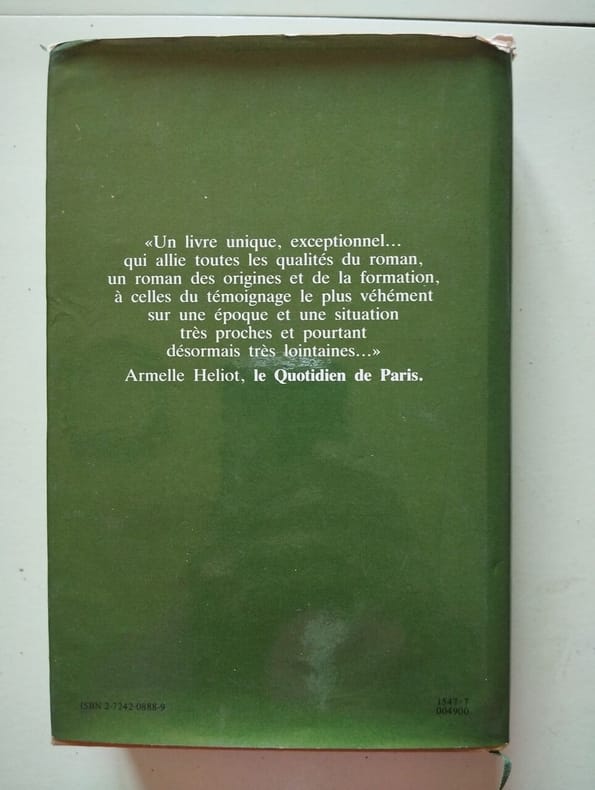 «Un livre unique, exceptionnel...
qui allie toutes les qualités du roman,
un roman des origines et de la formation,
à celles du témoignage le plus véhément
sur une époque et une situation
très proches et pourtant
désormais très lointaines...»
Armelle Heliot, le Quotidien de Paris.
ISBN 2-7242-0888-9
1547-7
004900